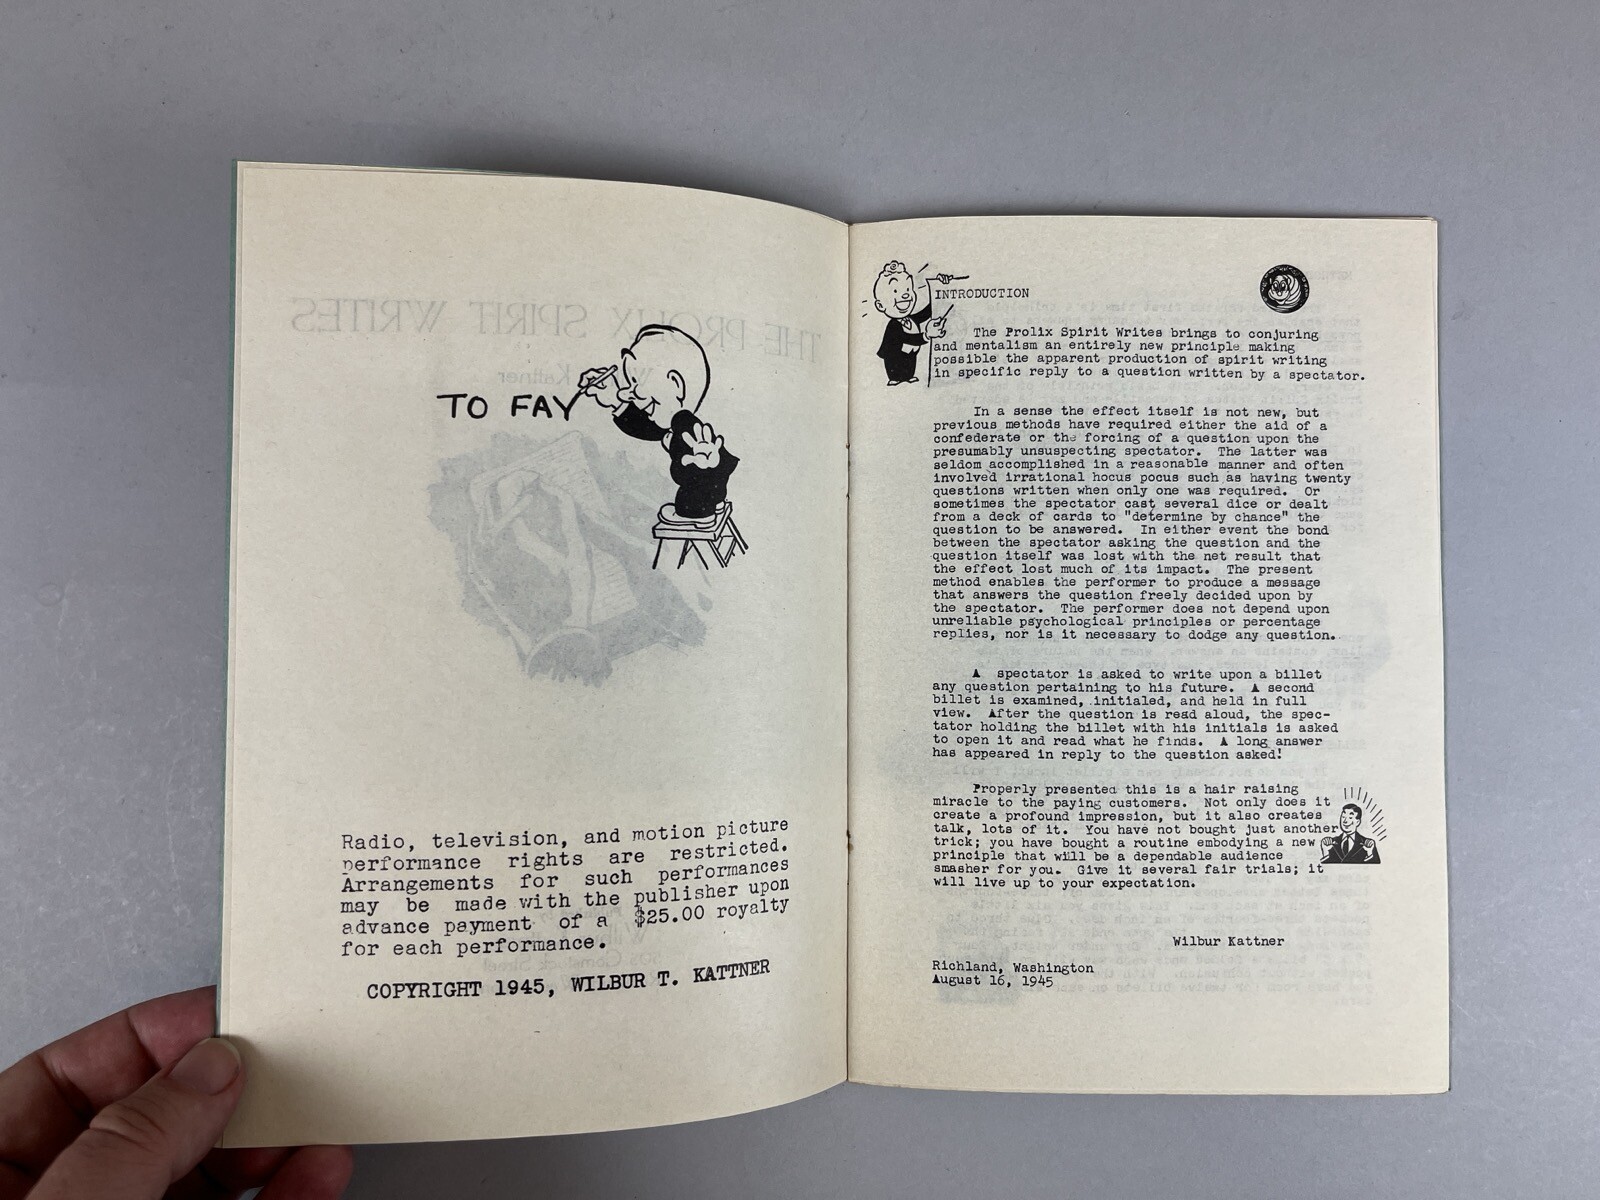 TO FAY
Radio, television, and motion picture
performance rights are restricted.
Arrangements for such performances
may be made with the publisher upon
advance payment of a $25.00 royalty
for each performance.
COPYRIGHT 1945, WILBUR T. KATTNER
INTRODUCTION
The Prolix Spirit Writes brings to conjuring
and mentalism an entirely new principle making
possible the apparent production of spirit writing
in specific reply to a question written by a spectator.
In a sense the effect itself is not new, but
previous methods have required either the aid of a
confederate or the forcing of a question upon the
presumably unsuspecting spectator. The latter was
seldom accomplished in a reasonable manner and often
involved irrational hocus pocus such as having twenty
questions written when only one was required. Or
sometimes the spectator cast several dice or dealt
from a deck of cards to "determine by chance" the
question to be answered. In either event the bond
between the spectator asking the question and the
question itself was lost with the net result that
the effect lost much of its impact. The present
method enables the performer to produce a message
that answers the question freely decided upon by
the spectator. The performer does not depend upon
unreliable psychological principles or percentage
replies, nor is it necessary to dodge any question.
A spectator is asked to write upon a billet
any question pertaining to his future. A second
billet is examined, initialed, and held in full
view. After the question is read aloud, the spec-
tator holding the billet with his initials is asked
to open it and read what he finds. A long answer
has appeared in reply to the question asked!
Properly presented this is a hair raising
miracle to the paying customers. Not only does it
create a profound impression, but it also creates
talk, lots of it. You have not bought just another
trick; you have bought a routine embodying a new
principle that will be a dependable audience
smasher for you. Give it several fair trials; it
will live up to your expectation.
Wilbur Kattner
Richland, Washington
August 16, 1945